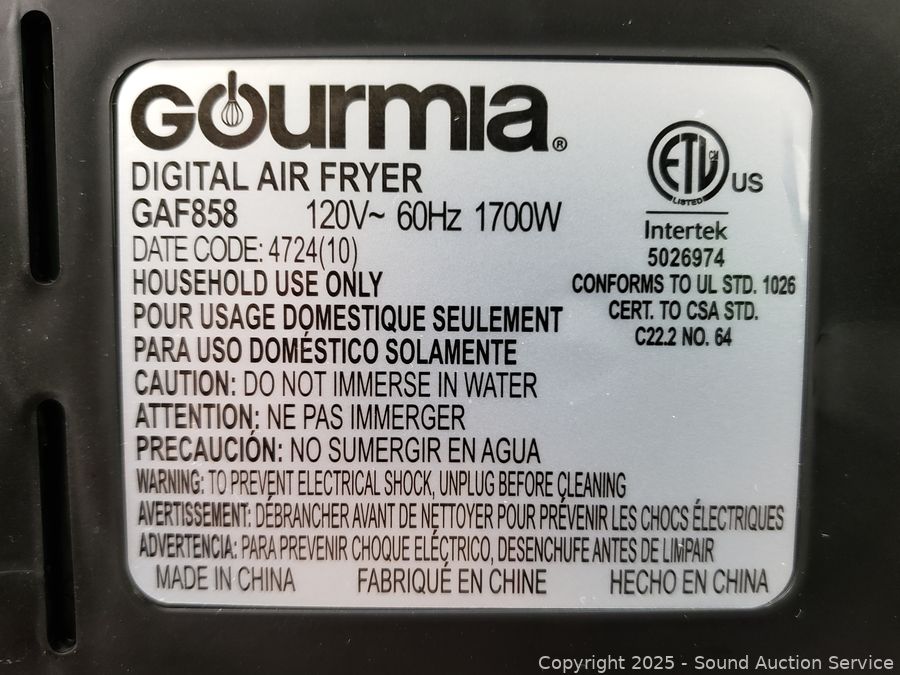 GOURMIA®
DIGITAL AIR FRYER
GAF858 120V~ 60Hz 1700W
DATE CODE: 4724(10)
HOUSEHOLD USE ONLY
POUR USAGE DOMESTIQUE SEULEMENT
PARA USO DOMÉSTICO SOLAMENTE
CAUTION: DO NOT IMMERSE IN WATER
ATTENTION: NE PAS IMMERGER
PRECAUCIÓN: NO SUMERGIR EN AGUA
WARNING: TO PREVENT ELECTRICAL SHOCK, UNPLUG BEFORE CLEANING
AVERTISSEMENT: DÉBRANCHER AVANT DE NETTOYER POUR PRÉVENIR LES CHOCS ÉLECTRIQUES
ADVERTENCIA: PARA PREVENIR CHOQUE ELÉCTRICO, DESENCHUFE ANTES DE LIMPAIR
MADE IN CHINA FABRIQUÉ EN CHINE HECHO EN CHINA
ETL CM
LISTED
US
Intertek
5026974
CONFORMS TO UL STD. 1026
CERT. TO CSA STD.
C22.2 NO. 64
Copyright 2025 - Sound Auction Service